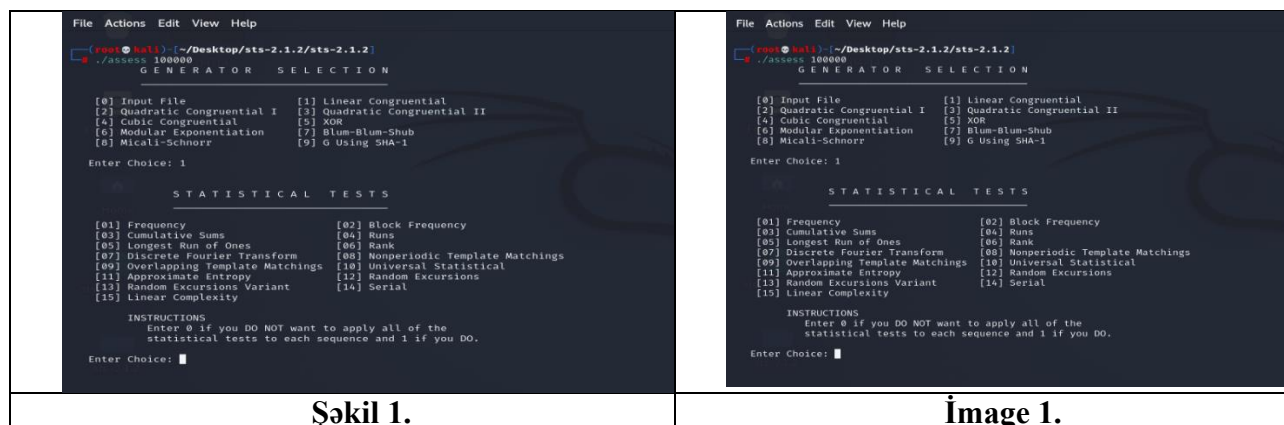 File Actions Edit View Help
(root kali)-[~/Desktop/sts-2.1.2/sts-2.1.2]
# ./assess 100000
G E N E R A T O R S E L E C T I O N
[0] Input File [1] Linear Congruential
[2] Quadratic Congruential I [3] Quadratic Congruential II
[4] Cubic Congruential [5] XOR
[6] Modular Exponentiation [7] Blum-Blum-Shub
[8] Micali-Schnorr [9] G Using SHA-1
Enter Choice: 1
S T A T I S T I C A L T E S T S
[01] Frequency [02] Block Frequency
[03] Cumulative Sums [04] Runs
[05] Longest Run of Ones [06] Rank
[07] Discrete Fourier Transform [08] Nonperiodic Template Matchings
[09] Overlapping Template Matchings [10] Universal Statistical
[11] Approximate Entropy [12] Random Excursions
[13] Random Excursions Variant [14] Serial
[15] Linear Complexity
INSTRUCTIONS
Enter 0 if you DO NOT want to apply all of the
statistical tests to each sequence and 1 if you DO.
Enter Choice:
Şəkil 1.
File Actions Edit View Help
(root kali)-[~/Desktop/sts-2.1.2/sts-2.1.2]
# ./assess 100000
G E N E R A T O R S E L E C T I O N
[0] Input File [1] Linear Congruential
[2] Quadratic Congruential I [3] Quadratic Congruential II
[4] Cubic Congruential [5] XOR
[6] Modular Exponentiation [7] Blum-Blum-Shub
[8] Micali-Schnorr [9] G Using SHA-1
Enter Choice: 1
S T A T I S T I C A L T E S T S
[01] Frequency [02] Block Frequency
[03] Cumulative Sums [04] Runs
[05] Longest Run of Ones [06] Rank
[07] Discrete Fourier Transform [08] Nonperiodic Template Matchings
[09] Overlapping Template Matchings [10] Universal Statistical
[11] Approximate Entropy [12] Random Excursions
[13] Random Excursions Variant [14] Serial
[15] Linear Complexity
INSTRUCTIONS
Enter 0 if you DO NOT want to apply all of the
statistical tests to each sequence and 1 if you DO.
Enter Choice:
İmage 1.